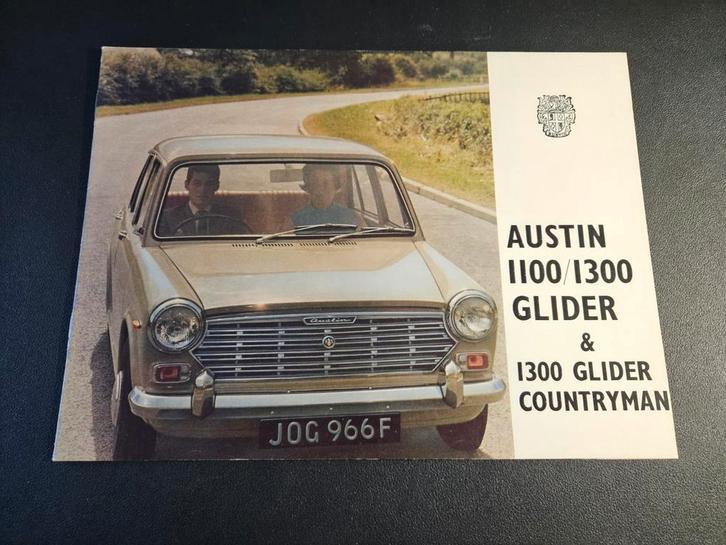 Austin
JOG 966F
AUSTIN
1100/1300
GLIDER
&
1300 GLIDER
COUNTRYMAN